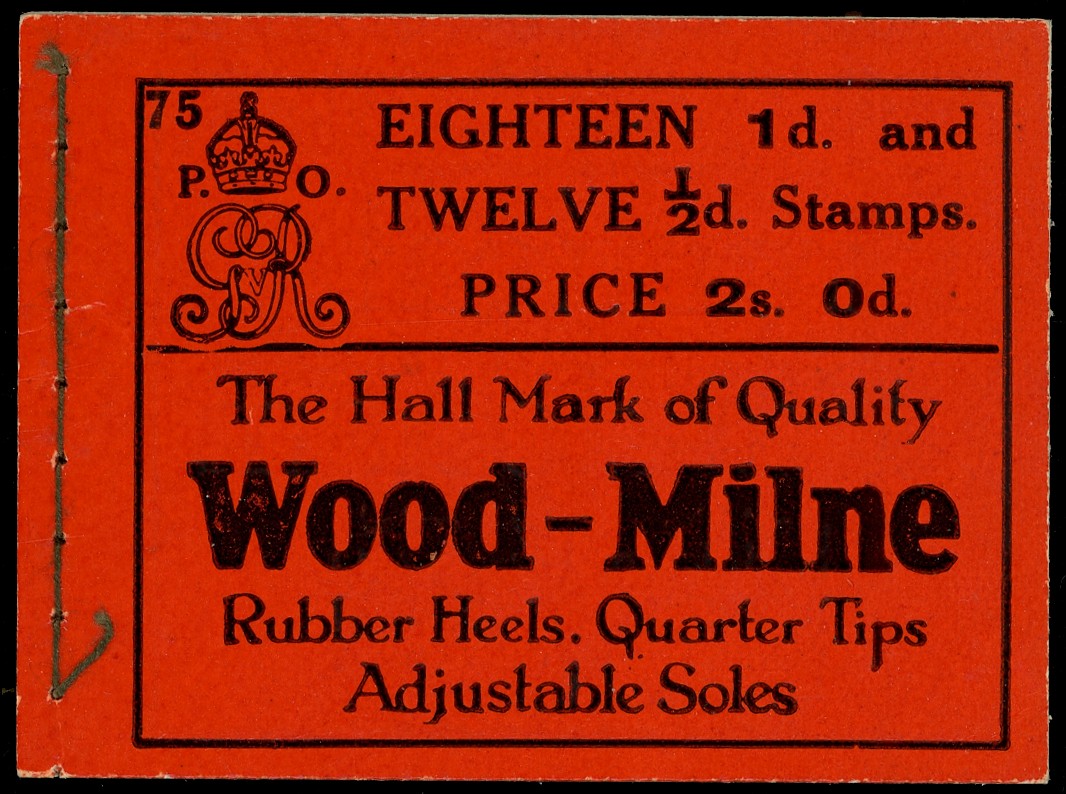 75
P. O.
GvR
EIGHTEEN 1d. and
TWELVE ½d. Stamps.
PRICE 2s. 0d.
The Hall Mark of Quality
Wood-Milne
Rubber Heels. Quarter Tips
Adjustable Soles